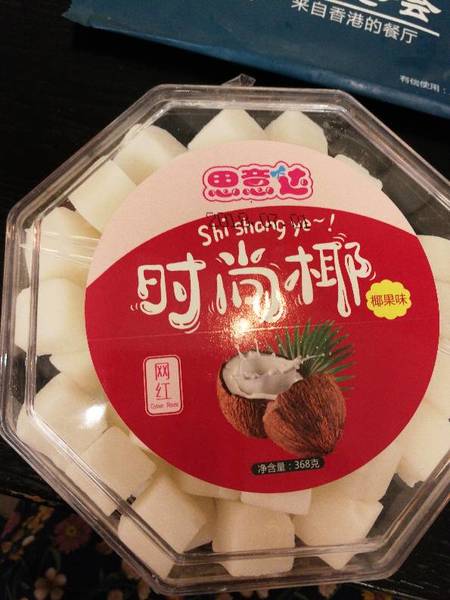 来自香港的餐厅
有信使用：
思意达
Shi shang ye~!
时尚椰
椰果味
网红
净含量：368克